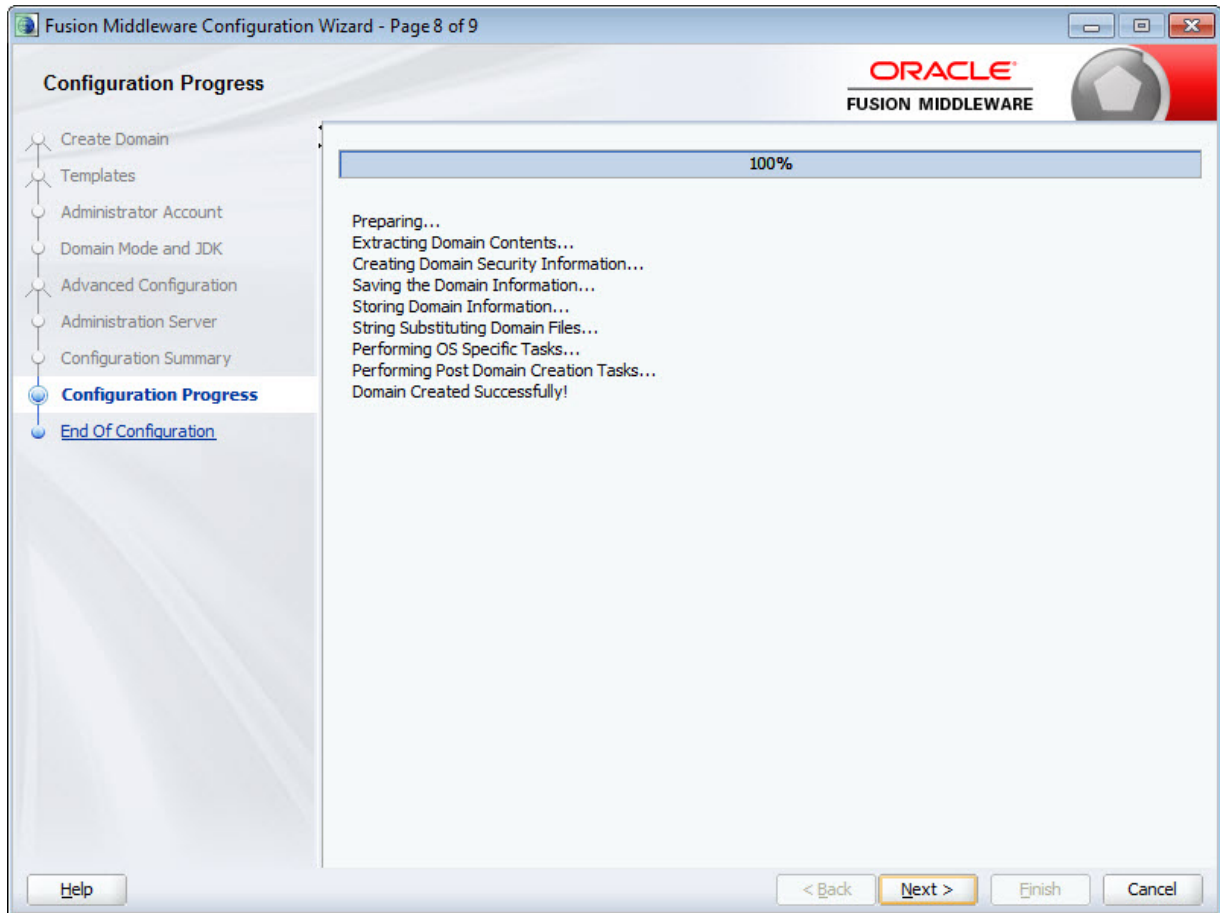 Fusion Middleware Configuration Wizard - Page 8 of 9
Configuration Progress
ORACLE
FUSION MIDDLEWARE
Create Domain
Templates
Administrator Account
Domain Mode and JDK
Advanced Configuration
Administration Server
Configuration Summary
Configuration Progress
End Of Configuration
100%
Preparing...
Extracting Domain Contents...
Creating Domain Security Information...
Saving the Domain Information...
Storing Domain Information...
String Substituting Domain Files...
Performing OS Specific Tasks...
Performing Post Domain Creation Tasks...
Domain Created Successfully!
Help
< Back
Next >
Finish
Cancel